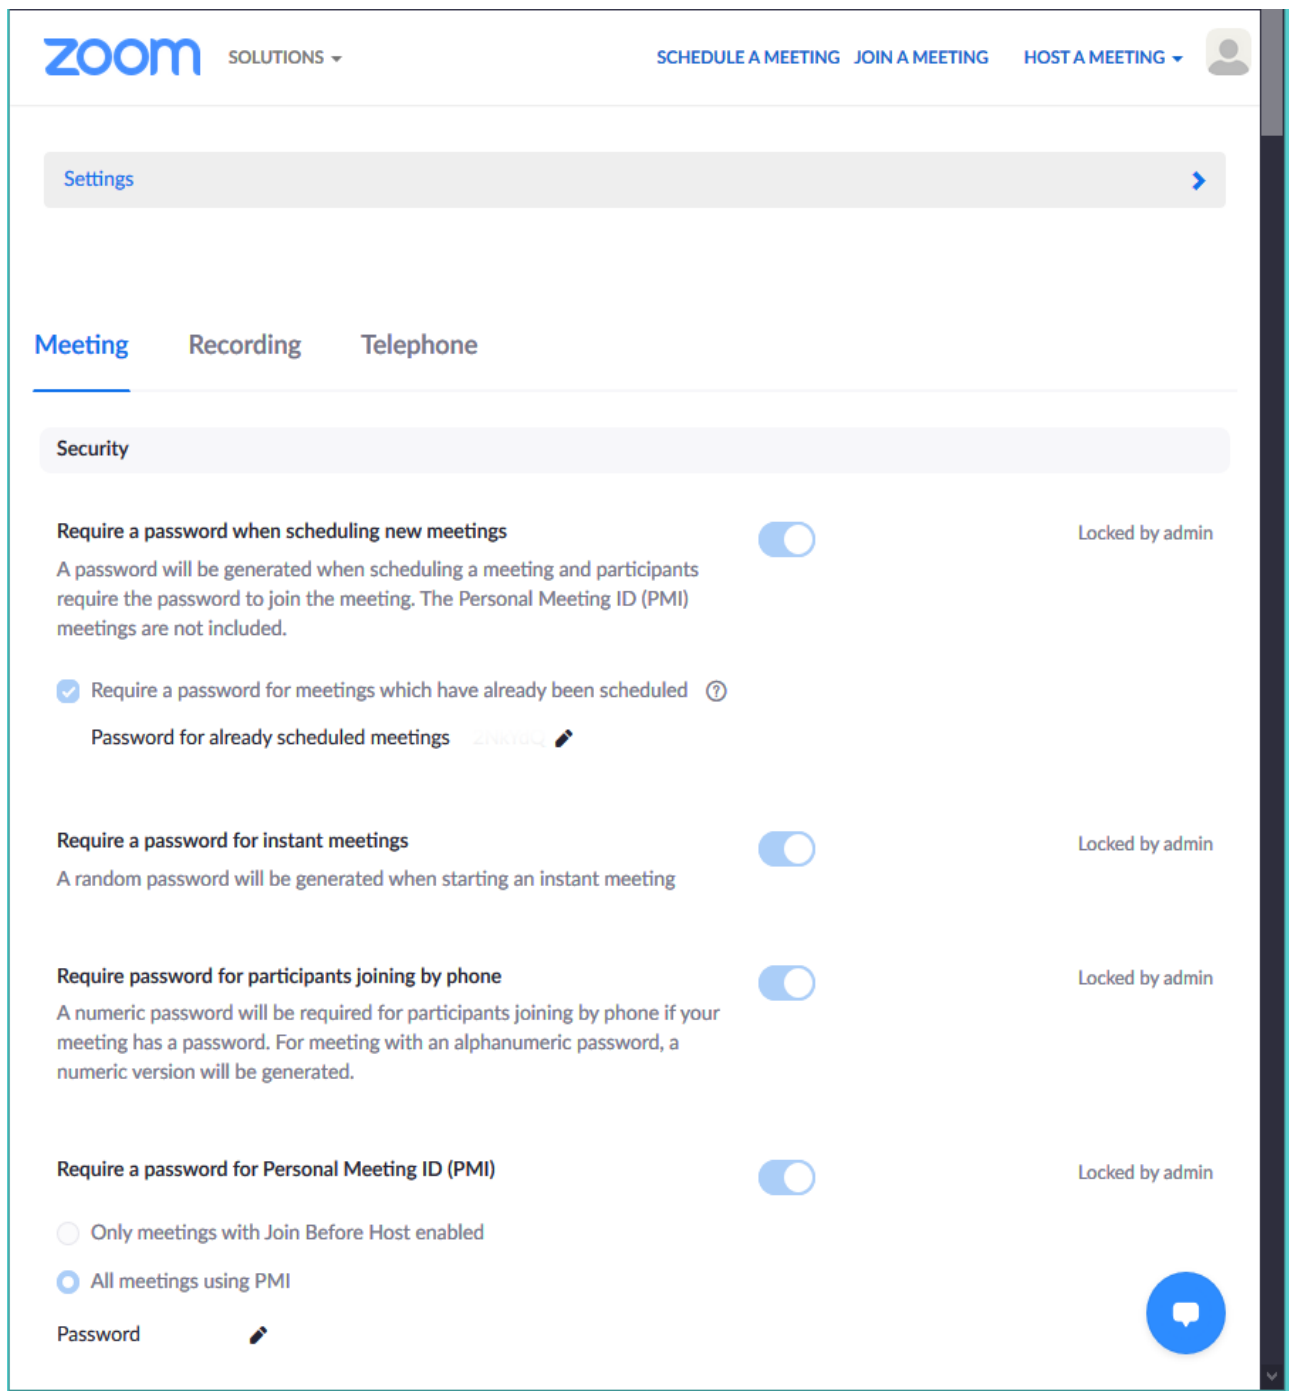 zoom SOLUTIONS SCHEDULE A MEETING JOIN A MEETING HOST A MEETING
Settings
Meeting Recording Telephone
Security
Require a password when scheduling new meetings Locked by admin
A password will be generated when scheduling a meeting and participants
require the password to join the meeting. The Personal Meeting ID (PMI)
meetings are not included.
Require a password for meetings which have already been scheduled
Password for already scheduled meetings
Require a password for instant meetings Locked by admin
A random password will be generated when starting an instant meeting
Require password for participants joining by phone Locked by admin
A numeric password will be required for participants joining by phone if your
meeting has a password. For meeting with an alphanumeric password, a
numeric version will be generated.
Require a password for Personal Meeting ID (PMI) Locked by admin
Only meetings with Join Before Host enabled
All meetings using PMI
Password